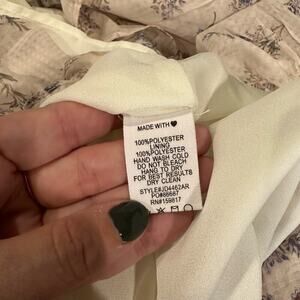 MADE WITH ♥
100%POLYESTER
LINING
100%POLYESTER
HAND WASH COLD
DO NOT BLEACH
HANG TO DRY
FOR BEST RESULTS
DRY CLEAN
STYLE#JD4462AR
PO#86687
RN#159817